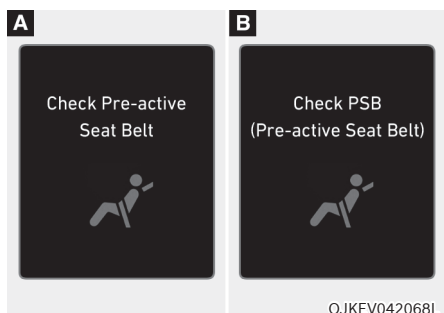 A
Check Pre-active
Seat Belt
B
Check PSB
(Pre-active Seat Belt)
OJKEV042068L